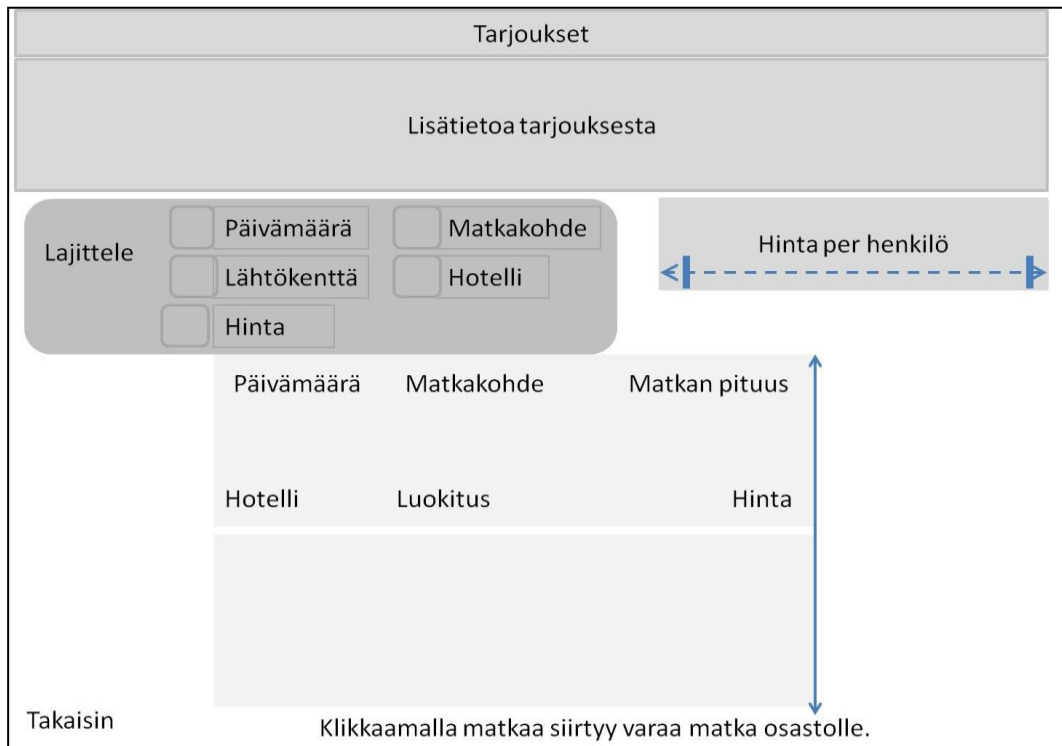 Tarjoukset
Lisätietoa tarjouksesta
Lajittele
Päivämäärä
Matkakohde
Lähtökenttä
Hotelli
Hinta
Hinta per henkilö
Päivämäärä
Matkakohde
Matkan pituus
Hotelli
Luokitus
Hinta
Takaisin
Klikkaamalla matkaa siirtyy varaa matka osastolle.